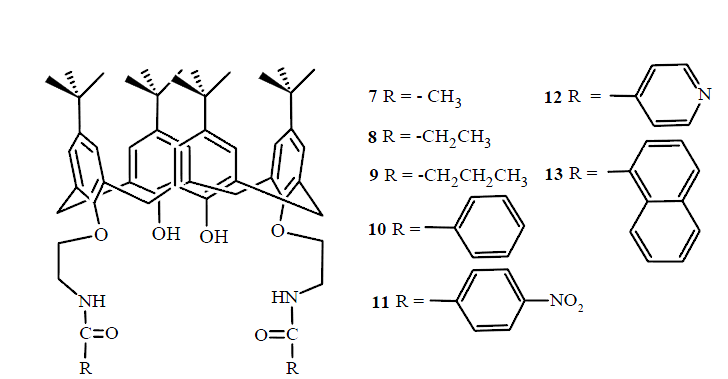 7 R = - CH3
12 R =
N
8 R = -CH2CH3
9 R = -CH2CH2CH3
13 R =
O
OH
OH
O
10 R =
NH
HN
11 R =
NO2
C=O
O=C
R
R